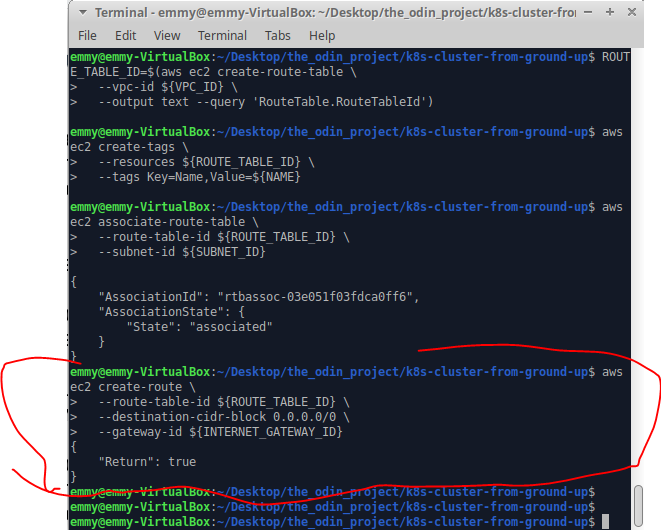 Terminal - emmy@emmy-VirtualBox: ~/Desktop/the_odin_project/k8s-cluster-from-
File Edit View Terminal Tabs Help
emmy@emmy-VirtualBox:~/Desktop/the_odin_project/k8s-cluster-from-ground-up$ ROUT
E_TABLE_ID=$(aws ec2 create-route-table \
>   --vpc-id ${VPC_ID} \
>   --output text --query 'RouteTable.RouteTableId')
emmy@emmy-VirtualBox:~/Desktop/the_odin_project/k8s-cluster-from-ground-up$ aws
ec2 create-tags \
>   --resources ${ROUTE_TABLE_ID} \
>   --tags Key=Name,Value=${NAME}
emmy@emmy-VirtualBox:~/Desktop/the_odin_project/k8s-cluster-from-ground-up$ aws
ec2 associate-route-table \
>   --route-table-id ${ROUTE_TABLE_ID} \
>   --subnet-id ${SUBNET_ID}
{
    "AssociationId": "rtbassoc-03e051f03fdca0ff6",
    "AssociationState": {
        "State": "associated"
    }
}
emmy@emmy-VirtualBox:~/Desktop/the_odin_project/k8s-cluster-from-ground-up$ aws
ec2 create-route \
>   --route-table-id ${ROUTE_TABLE_ID} \
>   --destination-cidr-block 0.0.0.0/0 \
>   --gateway-id ${INTERNET_GATEWAY_ID}
{
    "Return": true
}
emmy@emmy-VirtualBox:~/Desktop/the_odin_project/k8s-cluster-from-ground-up$
emmy@emmy-VirtualBox:~/Desktop/the_odin_project/k8s-cluster-from-ground-up$
emmy@emmy-VirtualBox:~/Desktop/the_odin_project/k8s-cluster-from-ground-up$